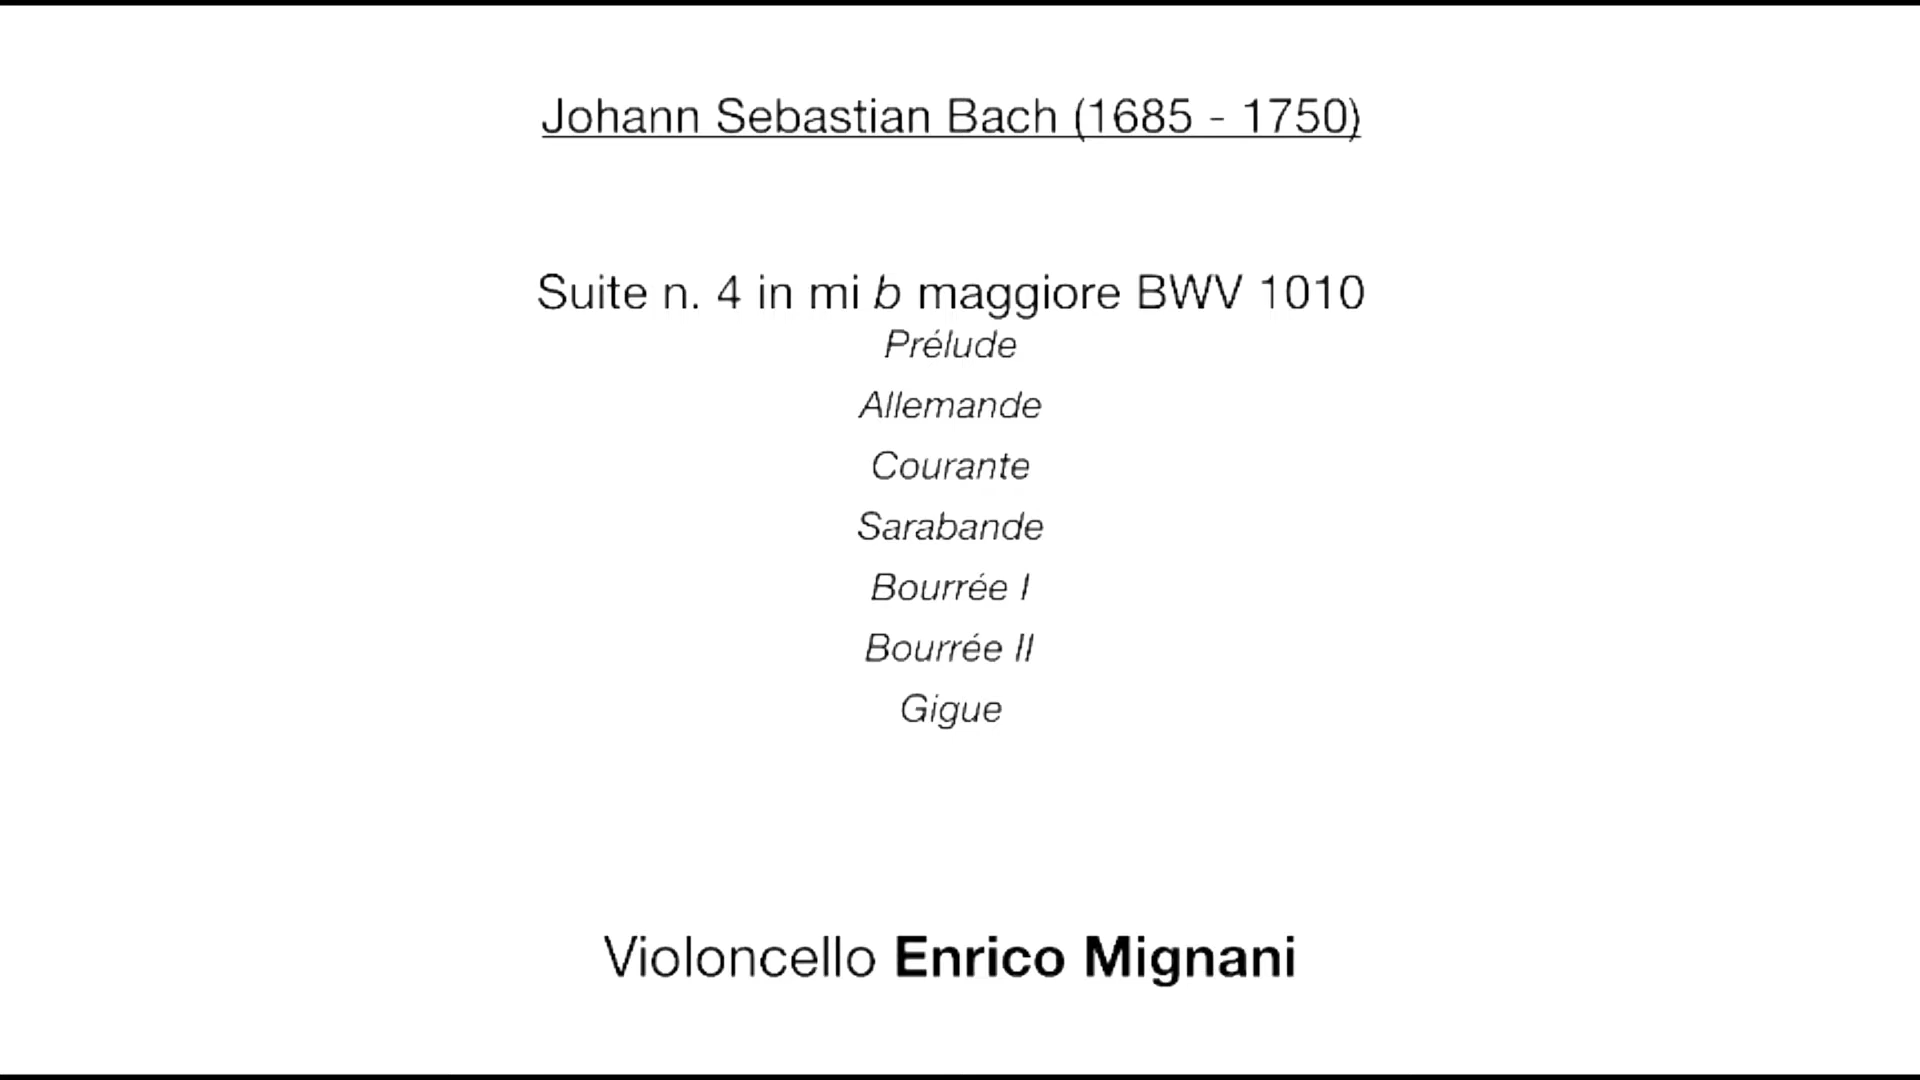 Johann Sebastian Bach (1685 - 1750)
Suite n. 4 in mi b maggiore BWV 1010
Prélude
Allemande
Courante
Sarabande
Bourrée I
Bourrée II
Gigue
Violoncello Enrico Mignani